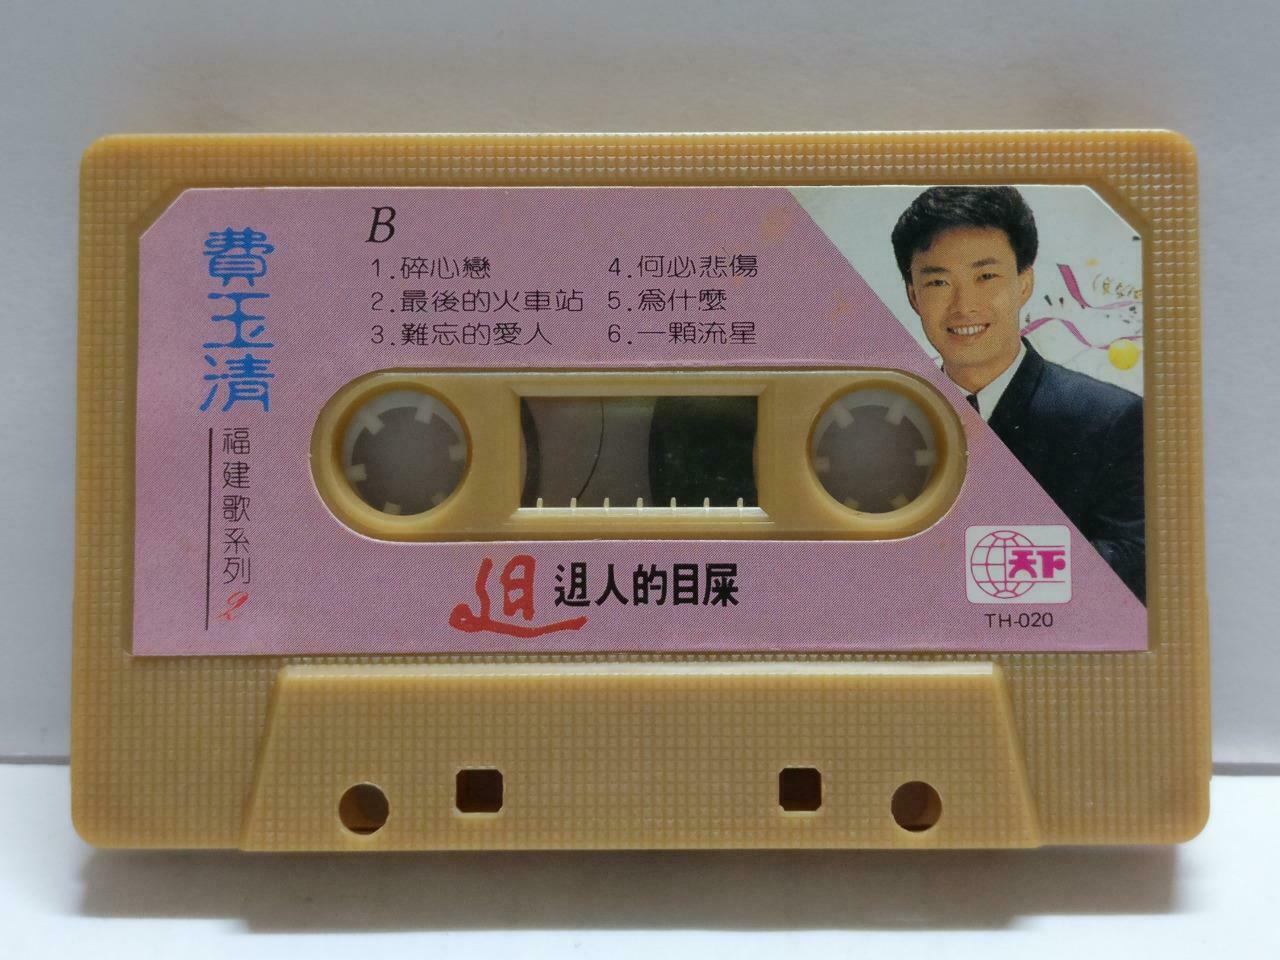 B
1.碎心戀
2.最後的火車站
3.難忘的愛人
4.何必悲傷
5.為什麼
6.一顆流星
費玉清
福建歌系列2
𨑨迌人的目屎
天下
TH-020